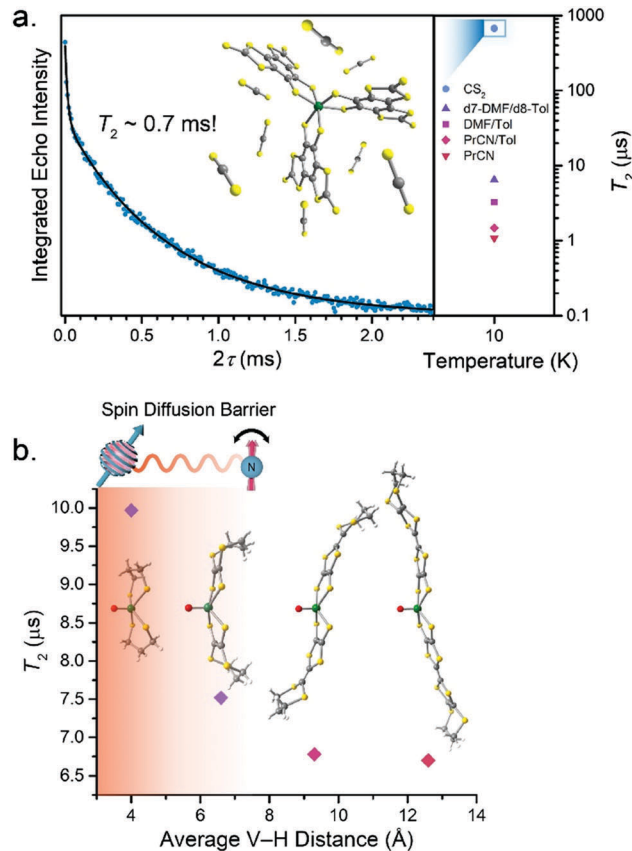 a.
Integrated Echo Intensity
T₂ ~ 0.7 ms!
0.0 0.5 1.0 1.5 2.0
2τ (ms)
CS₂
d7-DMF/d8-Tol
DMF/Tol
PrCN/Tol
PrCN
10
Temperature (K)
1000
100
10
1
0.1
T₂ (μs)
b.
Spin Diffusion Barrier
N
10.0
9.5
9.0
8.5
8.0
7.5
7.0
6.5
T₂ (μs)
4 6 8 10 12 14
Average V–H Distance (Å)